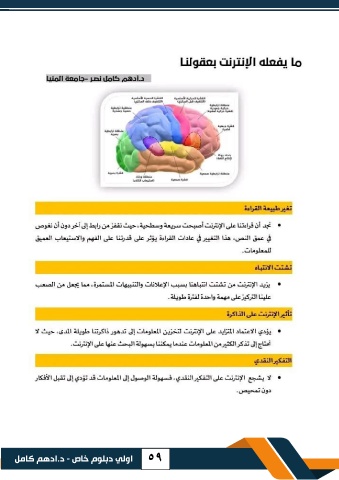 ما يفعله الإنترنت بعقولنا
د.ادهم كامل نصر -جامعة المنيا
تغير طبيعة القراءة
• تجد أن قراءتنا على الإنترنت أصبحت سريعة وسطحية، حيث نقفز من رابط إلى آخر دون أن نغوص
في عمق النص، هذا التغيير في عادات القراءة يؤثر على قدرتنا على الفهم والاستيعاب العميق
للمعلومات.
تشتت الانتباه
• يزيد الإنترنت من تشتت انتباهنا بسبب الإعلانات والتنبيهات المستمرة، مما يجعل من الصعب
علينا التركيز على مهمة واحدة لفترة طويلة.
تأثير الإنترنت على الذاكرة
• يؤدي الاعتماد المتزايد على الإنترنت لتخزين المعلومات إلى تدهور ذاكرتنا طويلة المدى، حيث لا
نحتاج إلى تذكر الكثير من المعلومات عندما يمكننا بسهولة البحث عنها على الإنترنت.
التفكير النقدي
• لا يشجع الإنترنت على التفكير النقدي، فسهولة الوصول إلى المعلومات قد تؤدي إلى تقبل الأفكار
دون تمحيص.
٥٩
اولي دبلوم خاص - د.ادهم كامل